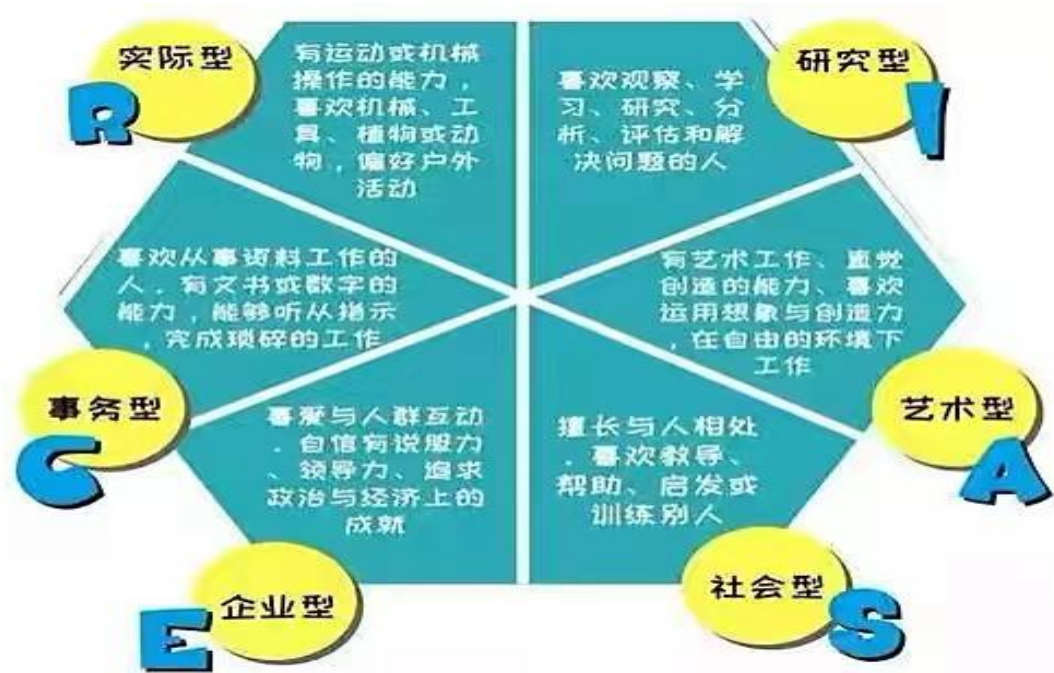 实际型
R
有运动或机械
操作的能力，
喜欢机械、工
具、植物或动
物，偏好户外
活动
研究型
I
喜欢观察、学
习、研究、分
析、评估和解
决问题的人
喜欢从事资料工作的
人，有文书或数字的
能力，能够听从指示
，完成琐碎的工作
事务型
C
有艺术工作、直觉
创造的能力、喜欢
运用想象与创造力
，在自由的环境下
工作
艺术型
A
喜爱与人群互动
，自信有说服力
、领导力、追求
政治与经济上的
成就
企业型
E
擅长与人相处
，喜欢教导、
帮助、启发或
训练别人
社会型
S